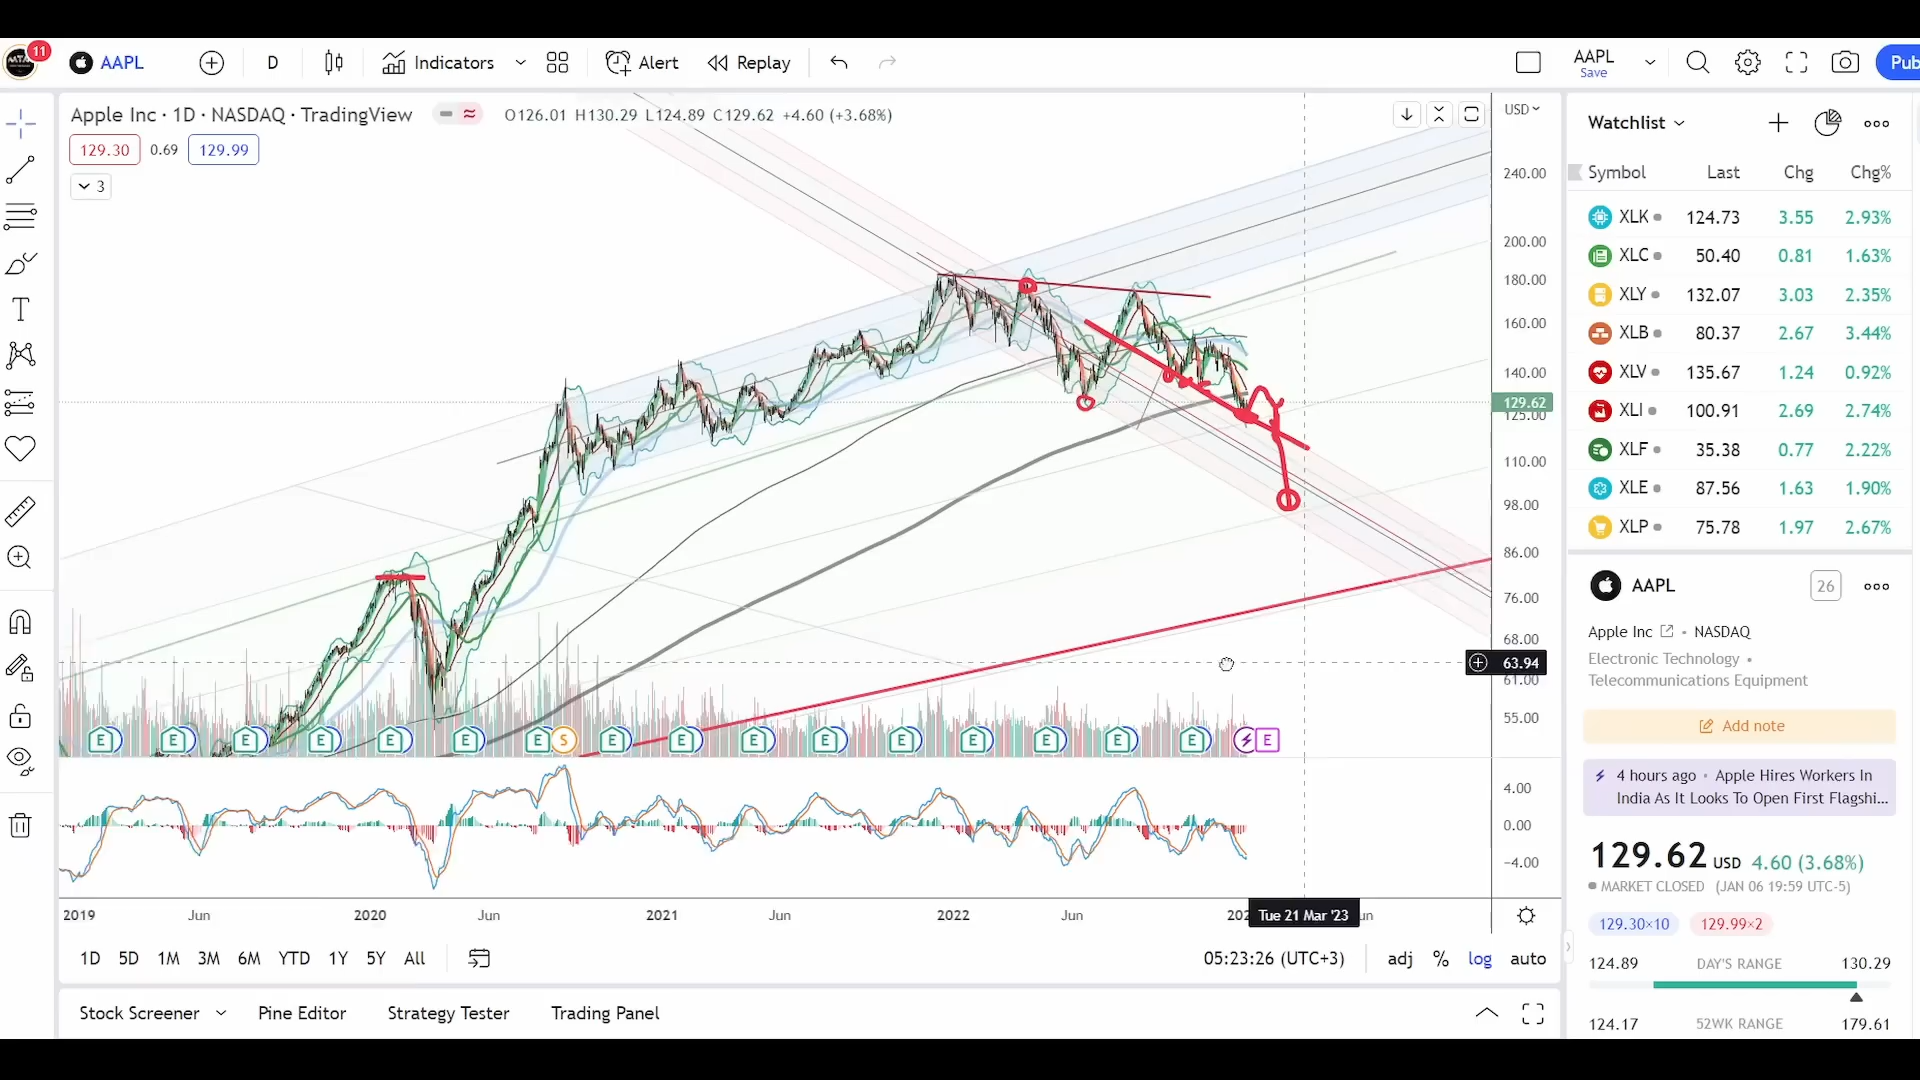 11
AAPL
D
Indicators
Alert
Replay
AAPL
Save
Pub
Apple Inc · 1D · NASDAQ · TradingView
O126.01 H130.29 L124.89 C129.62 +4.60 (+3.68%)
129.30 0.69 129.99
3
USD
240.00
200.00
180.00
160.00
140.00
129.62
125.00
110.00
98.00
86.00
76.00
68.00
63.94
61.00
55.00
E E E E E E E S E E E E E E E E E E
4.00
0.00
−4.00
2019 Jun 2020 Jun 2021 Jun 2022 Jun Tue 21 Mar '23
1D 5D 1M 3M 6M YTD 1Y 5Y All
05:23:26 (UTC+3) adj % log auto
Stock Screener Pine Editor Strategy Tester Trading Panel
Watchlist
Symbol Last Chg Chg%
XLK 124.73 3.55 2.93%
XLC 50.40 0.81 1.63%
XLY 132.07 3.03 2.35%
XLB 80.37 2.67 3.44%
XLV 135.67 1.24 0.92%
XLI 100.91 2.69 2.74%
XLF 35.38 0.77 2.22%
XLE 87.56 1.63 1.90%
XLP 75.78 1.97 2.67%
AAPL 26
Apple Inc • NASDAQ
Electronic Technology •
Telecommunications Equipment
Add note
4 hours ago • Apple Hires Workers In
India As It Looks To Open First Flagshi...
129.62 USD 4.60 (3.68%)
MARKET CLOSED (JAN 06 19:59 UTC-5)
129.30×10 129.99×2
124.89 DAY'S RANGE 130.29
124.17 52WK RANGE 179.61